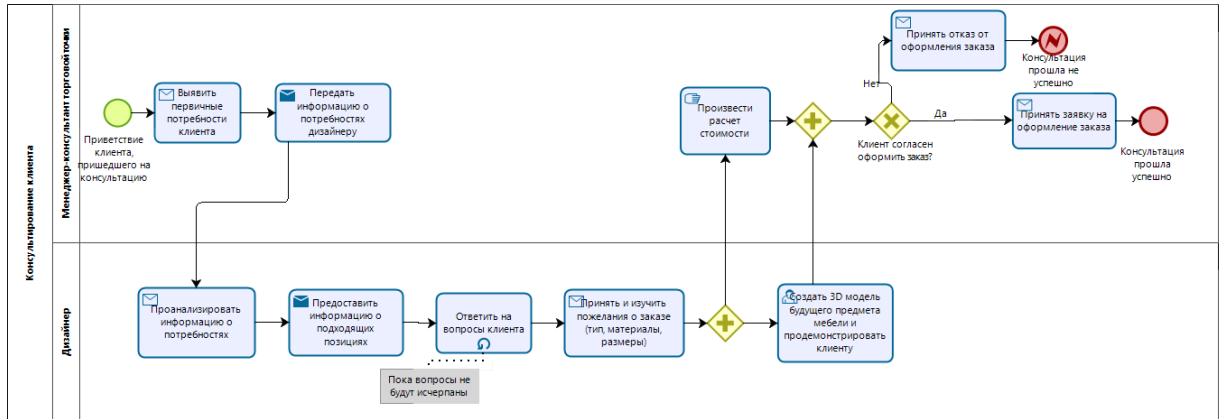 Консультирование клиента
Менеджер-консультант торговой точки
Приветствие
клиента,
пришедшего на
консультацию
Выявить
первичные
потребности
клиента
Передать
информацию о
потребностях
дизайнеру
Произвести
расчет
стоимости
Клиент согласен
оформить заказ?
Нет
Принять отказ от
оформления заказа
Консультация
прошла не
успешно
Да
Принять заявку на
оформление заказа
Консультация
прошла
успешно
Дизайнер
Проанализировать
информацию о
потребностях
Предоставить
информацию о
подходящих
позициях
Ответить на
вопросы клиента
Пока вопросы не
будут исчерпаны
Принять и изучить
пожелания о заказе
(тип, материалы,
размеры)
Создать 3D модель
будущего предмета
мебели и
продемонстрировать
клиенту